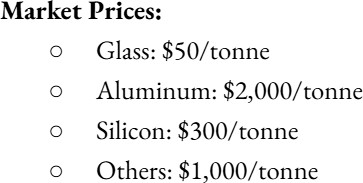 Market Prices:
○ Glass: $50/tonne
○ Aluminum: $2,000/tonne
○ Silicon: $300/tonne
○ Others: $1,000/tonne